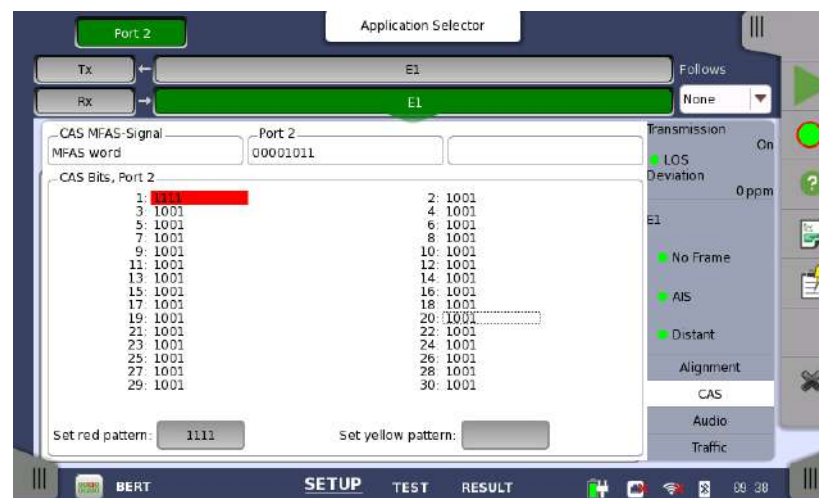 Port 2
Application Selector
Tx
E1
Follows
Rx
E1
None
CAS MFAS-Signal
Port 2
MFAS word
00001011
CAS Bits, Port 2
1: 1111
2: 1001
3: 1001
4: 1001
5: 1001
6: 1001
7: 1001
8: 1001
9: 1001
10: 1001
11: 1001
12: 1001
13: 1001
14: 1001
15: 1001
16: 1001
17: 1001
18: 1001
19: 1001
20: 1001
21: 1001
22: 1001
23: 1001
24: 1001
25: 1001
26: 1001
27: 1001
28: 1001
29: 1001
30: 1001
Set red pattern: 1111
Set yellow pattern:
Transmission
On
LOS
Deviation
0 ppm
E1
No Frame
AIS
Distant
Alignment
CAS
Audio
Traffic
BERT
SETUP
TEST
RESULT
09:38